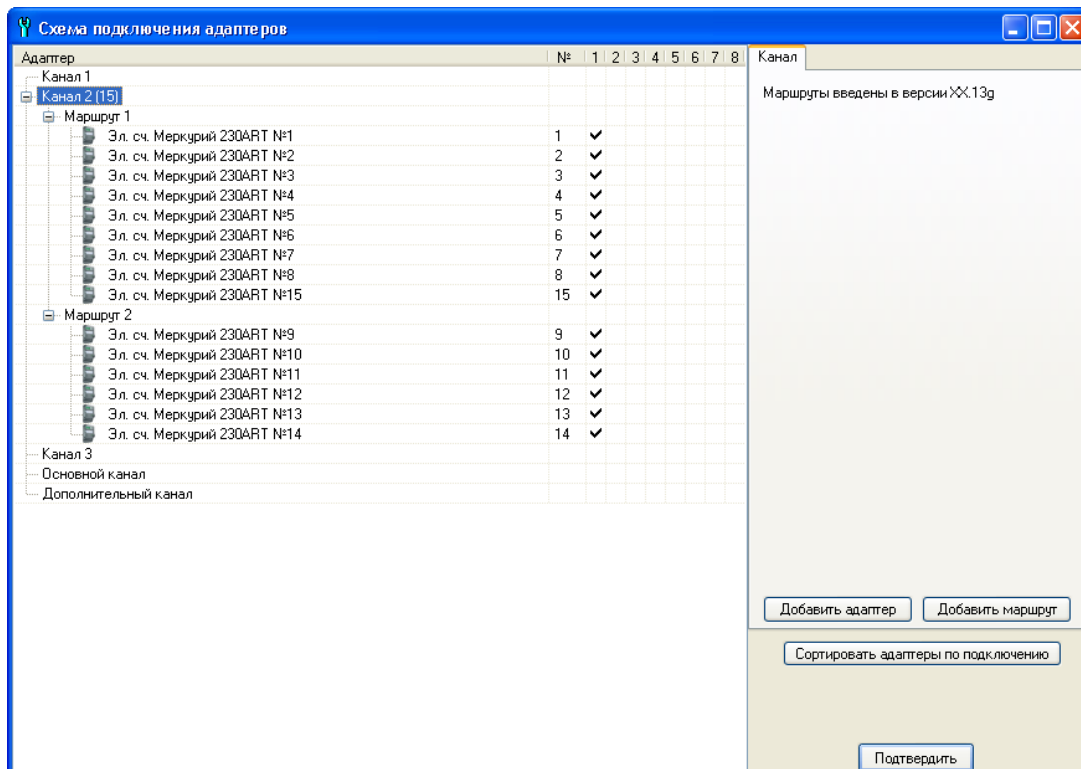 Схема подключения адаптеров
Адаптер № 1 2 3 4 5 6 7 8
Канал 1
Канал 2 (15)
Маршрут 1
Эл. сч. Меркурий 230ART №1 1
Эл. сч. Меркурий 230ART №2 2
Эл. сч. Меркурий 230ART №3 3
Эл. сч. Меркурий 230ART №4 4
Эл. сч. Меркурий 230ART №5 5
Эл. сч. Меркурий 230ART №6 6
Эл. сч. Меркурий 230ART №7 7
Эл. сч. Меркурий 230ART №8 8
Эл. сч. Меркурий 230ART №15 15
Маршрут 2
Эл. сч. Меркурий 230ART №9 9
Эл. сч. Меркурий 230ART №10 10
Эл. сч. Меркурий 230ART №11 11
Эл. сч. Меркурий 230ART №12 12
Эл. сч. Меркурий 230ART №13 13
Эл. сч. Меркурий 230ART №14 14
Канал 3
Основной канал
Дополнительный канал
Канал
Маршруты введены в версии XX.13g
Добавить адаптер Добавить маршрут
Сортировать адаптеры по подключению
Подтвердить